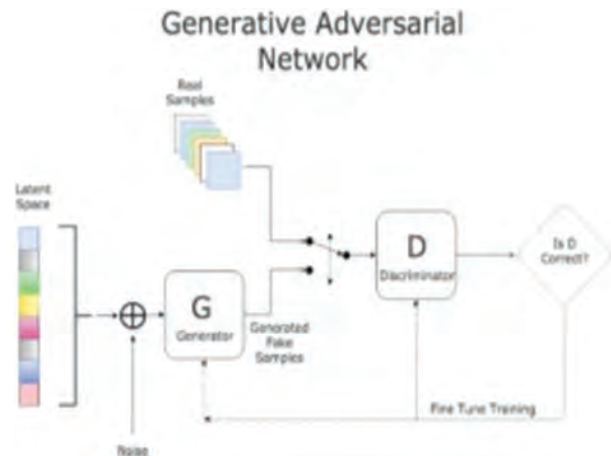 Generative Adversarial
Network
Real
Samples
Latent
Space
G
Generator
Noise
Generated
Fake
Samples
D
Discriminator
Is D
Correct?
Fine Tune Training